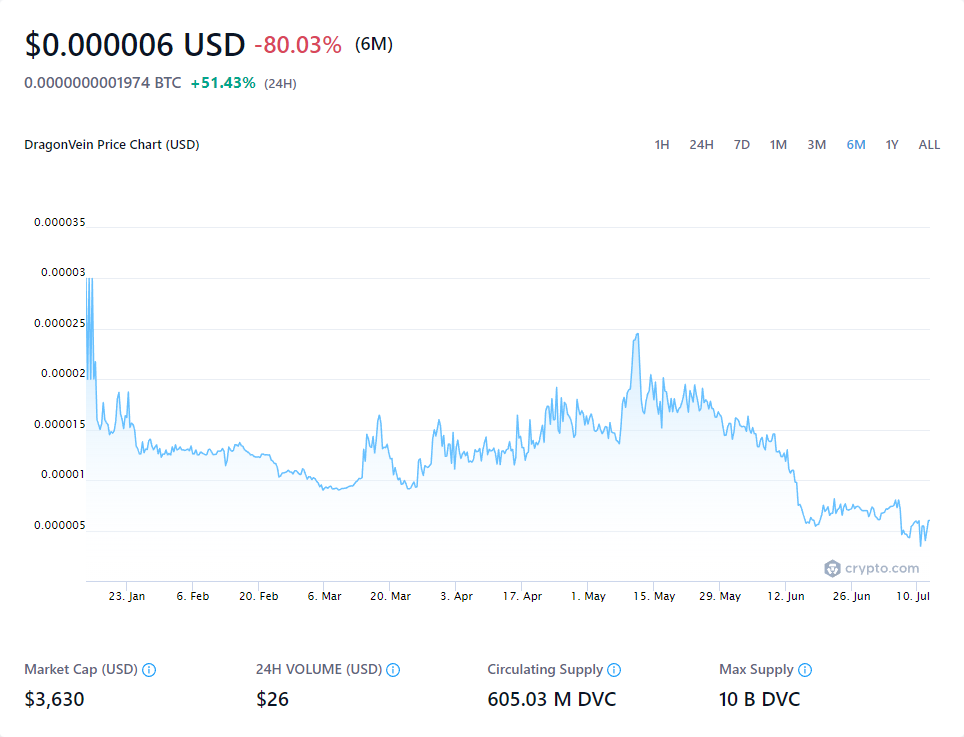 $0.000006 USD -80.03% (6M)
0.0000000001974 BTC +51.43% (24H)
DragonVein Price Chart (USD) 1H 24H 7D 1M 3M 6M 1Y ALL
0.000035
0.00003
0.000025
0.00002
0.000015
0.00001
0.000005
crypto.com
23. Jan 6. Feb 20. Feb 6. Mar 20. Mar 3. Apr 17. Apr 1. May 15. May 29. May 12. Jun 26. Jun 10. Jul
Market Cap (USD) 24H VOLUME (USD) Circulating Supply Max Supply
$3,630 $26 605.03 M DVC 10 B DVC